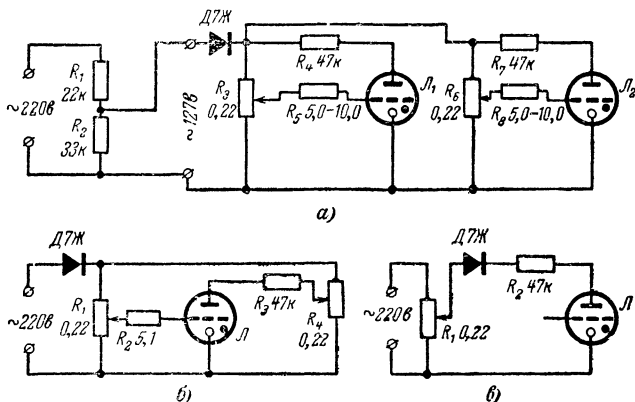 Д7Ж
R₁
22к
R₂
33к
~220в
~127в
R₃
0,22
R₄ 47к
R₅ 5,0-10,0
Л₁
R₆
0,22
R₇ 47к
R₈ 5,0-10,0
Л₂
а)
Д7Ж
~220в
R₁
0,22
R₂ 5,1
Л
R₃ 47к
R₄
0,22
б)
Д7Ж
~220в
R₁ 0,22
R₂ 47к
Л
в)